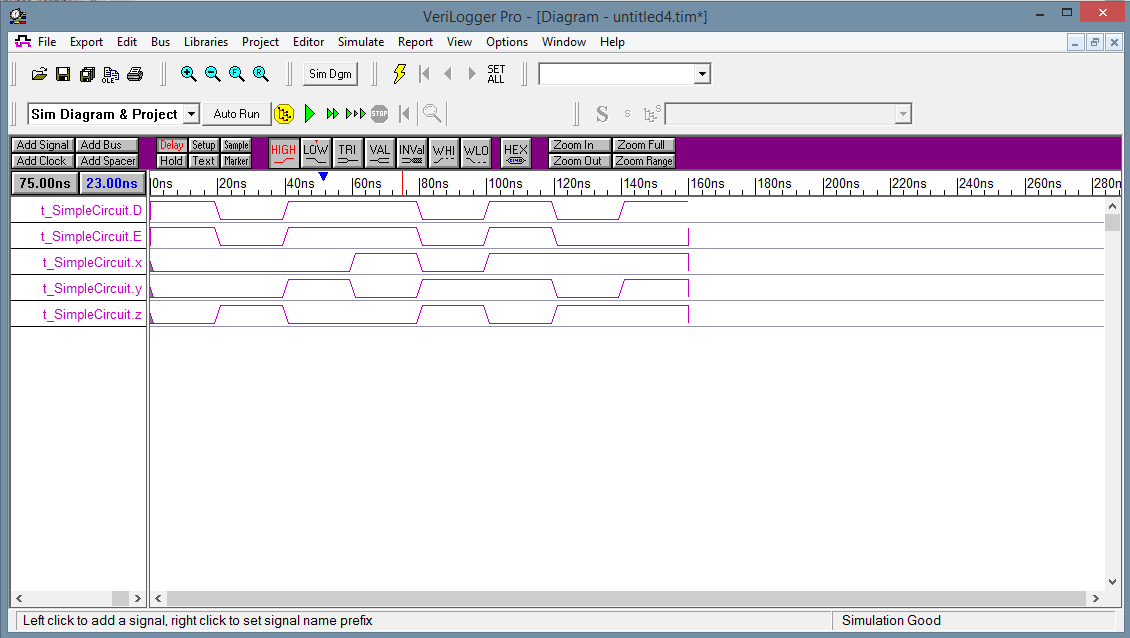 VeriLogger Pro - [Diagram - untitled4.tim*]
File Export Edit Bus Libraries Project Editor Simulate Report View Options Window Help
OLE Sim Dgm SET ALL
Sim Diagram & Project Auto Run STOP S s S
Add Signal Add Bus Delay Setup Sample HIGH LOW TRI VAL INVal WHI WLO HEX Zoom In Zoom Full
Add Clock Add Spacer Hold Text Marker Zoom Out Zoom Range
75.00ns 23.00ns 0ns 20ns 40ns 60ns 80ns 100ns 120ns 140ns 160ns 180ns 200ns 220ns 240ns 260ns 280n
t_SimpleCircuit.D
t_SimpleCircuit.E
t_SimpleCircuit.x
t_SimpleCircuit.y
t_SimpleCircuit.z
Left click to add a signal, right click to set signal name prefix Simulation Good